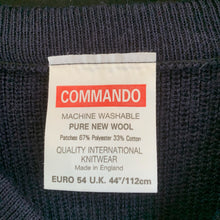 COMMANDO
MACHINE WASHABLE
PURE NEW WOOL
Patches 67% Polyester 33% Cotton
QUALITY INTERNATIONAL
KNITWEAR
Made in England
EURO 54 U.K. 44"/112cm